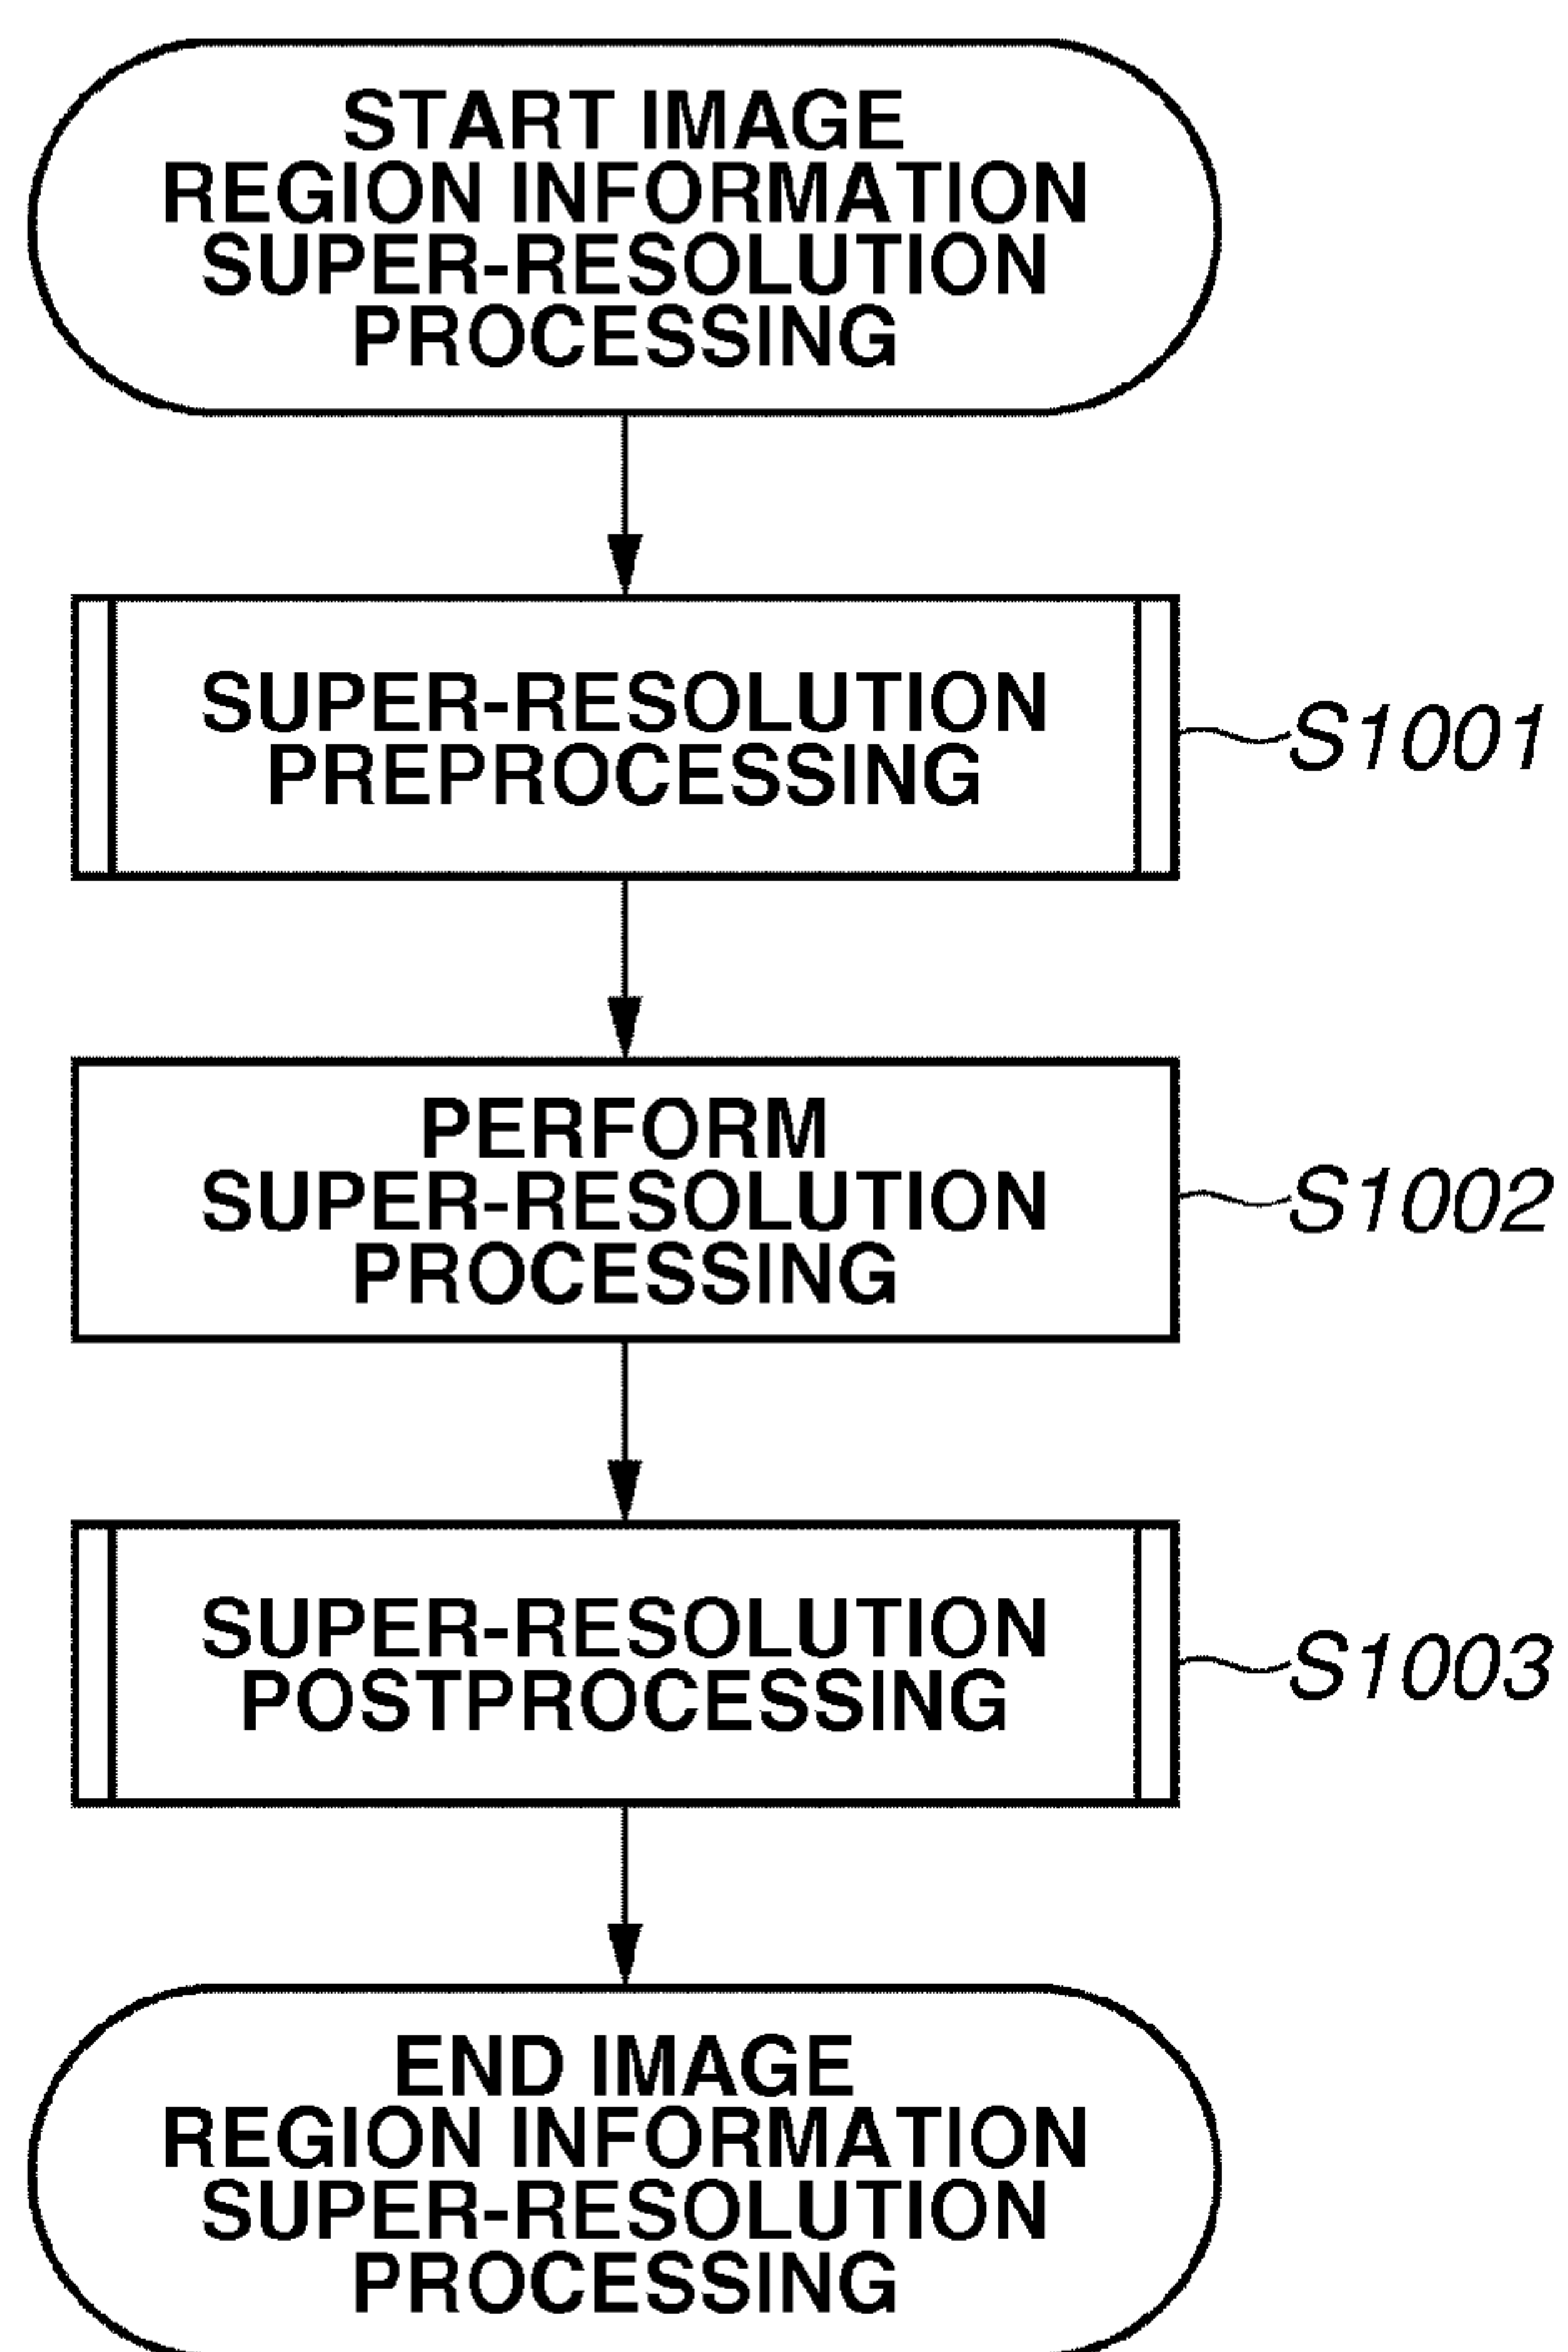 START IMAGE
REGION INFORMATION
SUPER-RESOLUTION
PROCESSING
SUPER-RESOLUTION
PREPROCESSING
S1001
PERFORM
SUPER-RESOLUTION
PROCESSING
S1002
SUPER-RESOLUTION
POSTPROCESSING
S1003
END IMAGE
REGION INFORMATION
SUPER-RESOLUTION
PROCESSING